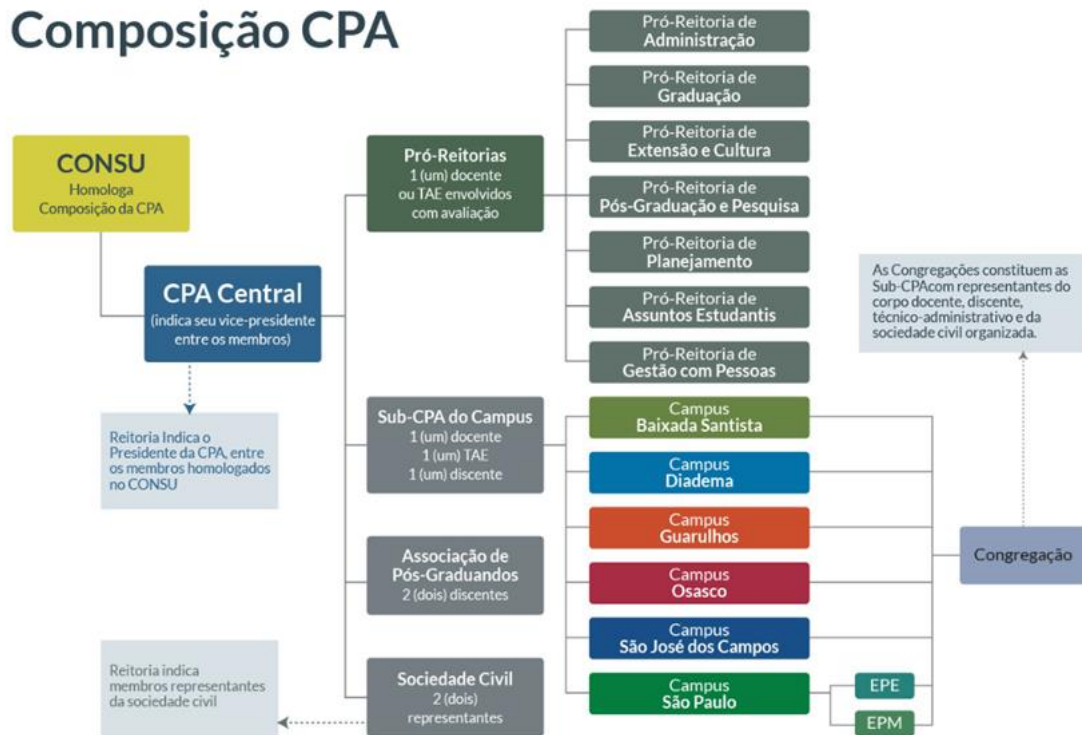 Composição CPA
CONSU
Homologa
Composição da CPA
CPA Central
(indica seu vice-presidente
entre os membros)
Reitoria Indica o
Presidente da CPA, entre
os membros homologados
no CONSU
Reitoria indica
membros representantes
da sociedade civil
Pró-Reitorias
1 (um) docente
ou TAE envolvidos
com avaliação
Sub-CPA do Campus
1 (um) docente
1 (um) TAE
1 (um) discente
Associação de
Pós-Graduandos
2 (dois) discentes
Sociedade Civil
2 (dois)
representantes
Pró-Reitoria de
Administração
Pró-Reitoria de
Graduação
Pró-Reitoria de
Extensão e Cultura
Pró-Reitoria de
Pós-Graduação e Pesquisa
Pró-Reitoria de
Planejamento
Pró-Reitoria de
Assuntos Estudantis
Pró-Reitoria de
Gestão com Pessoas
Campus
Baixada Santista
Campus
Diadema
Campus
Guarulhos
Campus
Osasco
Campus
São José dos Campos
Campus
São Paulo
EPE
EPM
As Congregações constituem as
Sub-CPAcom representantes do
corpo docente, discente,
técnico-administrativo e da
sociedade civil organizada.
Congregação